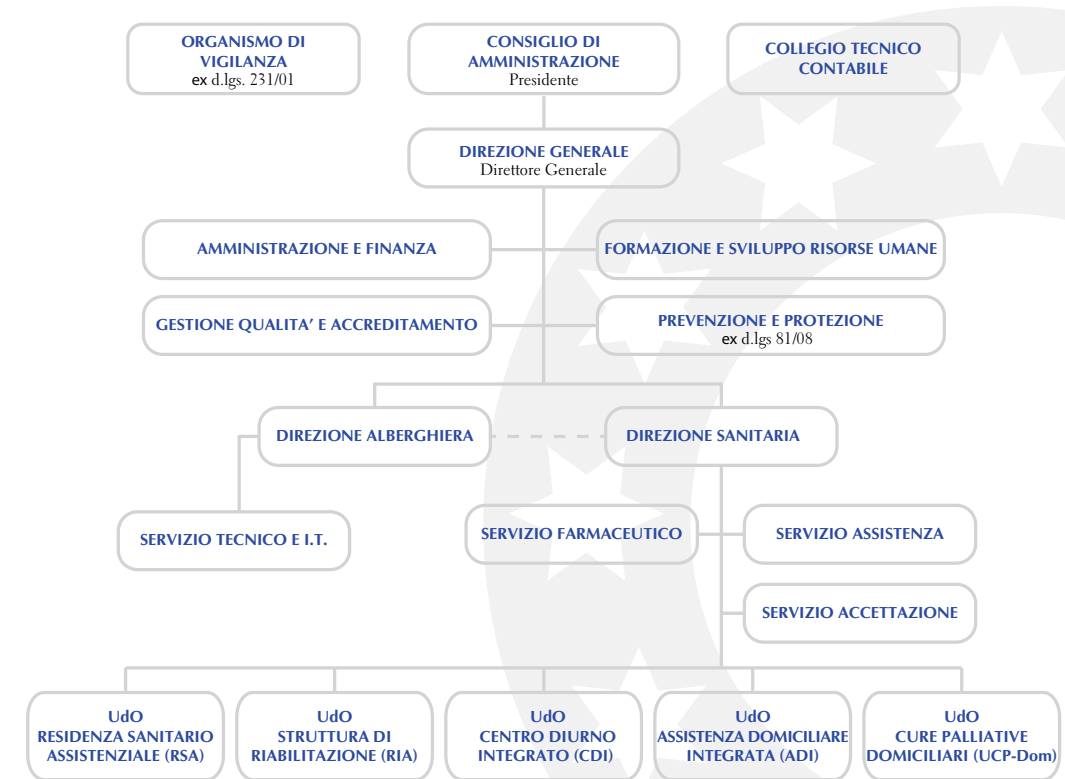 ORGANISMO DI
VIGILANZA
ex d.lgs. 231/01
CONSIGLIO DI
AMMINISTRAZIONE
Presidente
COLLEGIO TECNICO
CONTABILE
DIREZIONE GENERALE
Direttore Generale
AMMINISTRAZIONE E FINANZA
FORMAZIONE E SVILUPPO RISORSE UMANE
GESTIONE QUALITA’ E ACCREDITAMENTO
PREVENZIONE E PROTEZIONE
ex d.lgs 81/08
DIREZIONE ALBERGHIERA
DIREZIONE SANITARIA
SERVIZIO TECNICO E I.T.
SERVIZIO FARMACEUTICO
SERVIZIO ASSISTENZA
SERVIZIO ACCETTAZIONE
UdO
RESIDENZA SANITARIO
ASSISTENZIALE (RSA)
UdO
STRUTTURA DI
RIABILITAZIONE (RIA)
UdO
CENTRO DIURNO
INTEGRATO (CDI)
UdO
ASSISTENZA DOMICILIARE
INTEGRATA (ADI)
UdO
CURE PALLIATIVE
DOMICILIARI (UCP-Dom)